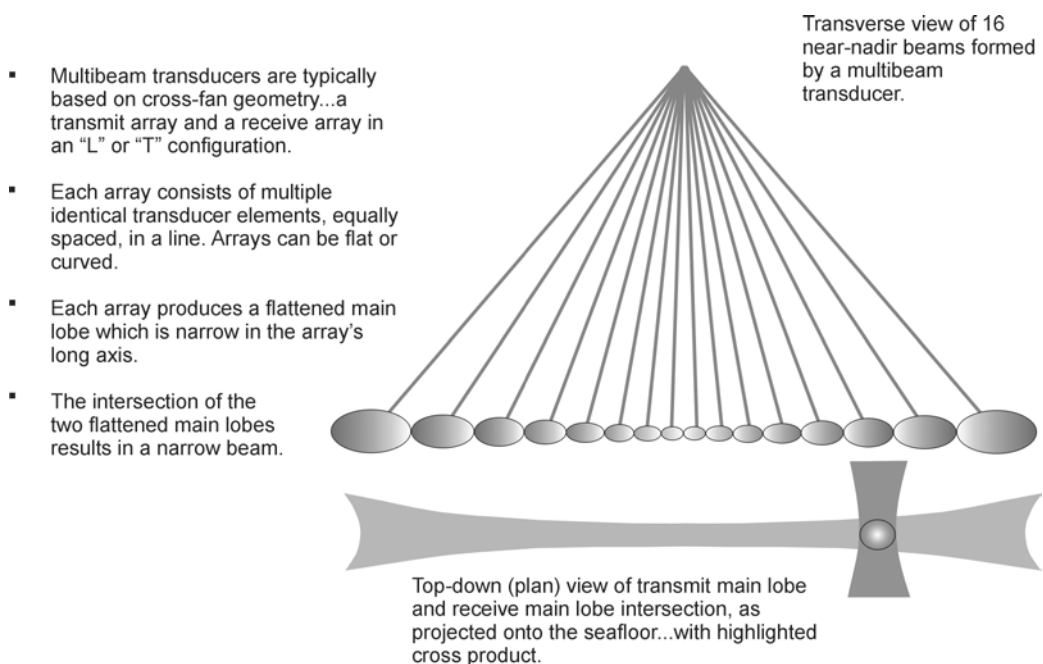 ▪ Multibeam transducers are typically
based on cross-fan geometry...a
transmit array and a receive array in
an “L” or “T” configuration.
▪ Each array consists of multiple
identical transducer elements, equally
spaced, in a line. Arrays can be flat or
curved.
▪ Each array produces a flattened main
lobe which is narrow in the array's
long axis.
▪ The intersection of the
two flattened main lobes
results in a narrow beam.
Transverse view of 16
near-nadir beams formed
by a multibeam
transducer.
Top-down (plan) view of transmit main lobe
and receive main lobe intersection, as
projected onto the seafloor...with highlighted
cross product.